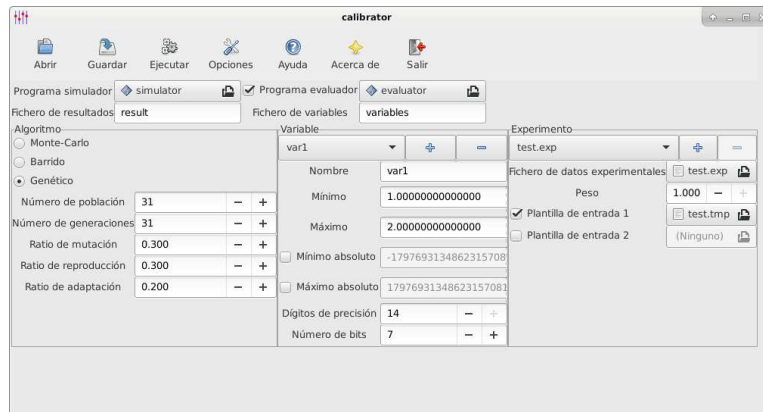 calibrator
Abrir Guardar Ejecutar Opciones Ayuda Acerca de Salir
Programa simulador simulator Programa evaluador evaluator
Fichero de resultados result Fichero de variables variables
Algoritmo
Monte-Carlo
Barrido
Genético
Número de población 31
Número de generaciones 31
Ratio de mutación 0.300
Ratio de reproducción 0.300
Ratio de adaptación 0.200
Variable
var1
Nombre var1
Mínimo 1.00000000000000
Máximo 2.00000000000000
Mínimo absoluto -1797693134862315708
Máximo absoluto 1797693134862315708
Dígitos de precisión 14
Número de bits 7
Experimento
test.exp
Fichero de datos experimentales test.exp
Peso 1.000
Plantilla de entrada 1 test.tmp
Plantilla de entrada 2 (Ninguno)